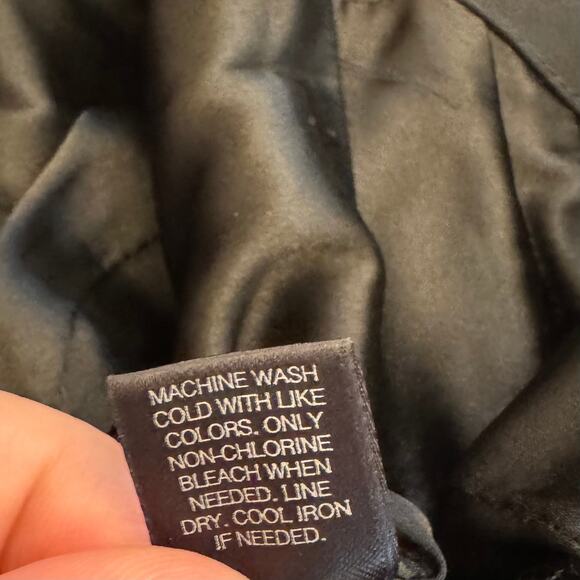 MACHINE WASH
COLD WITH LIKE
COLORS. ONLY
NON-CHLORINE
BLEACH WHEN
NEEDED. LINE
DRY. COOL IRON
IF NEEDED.